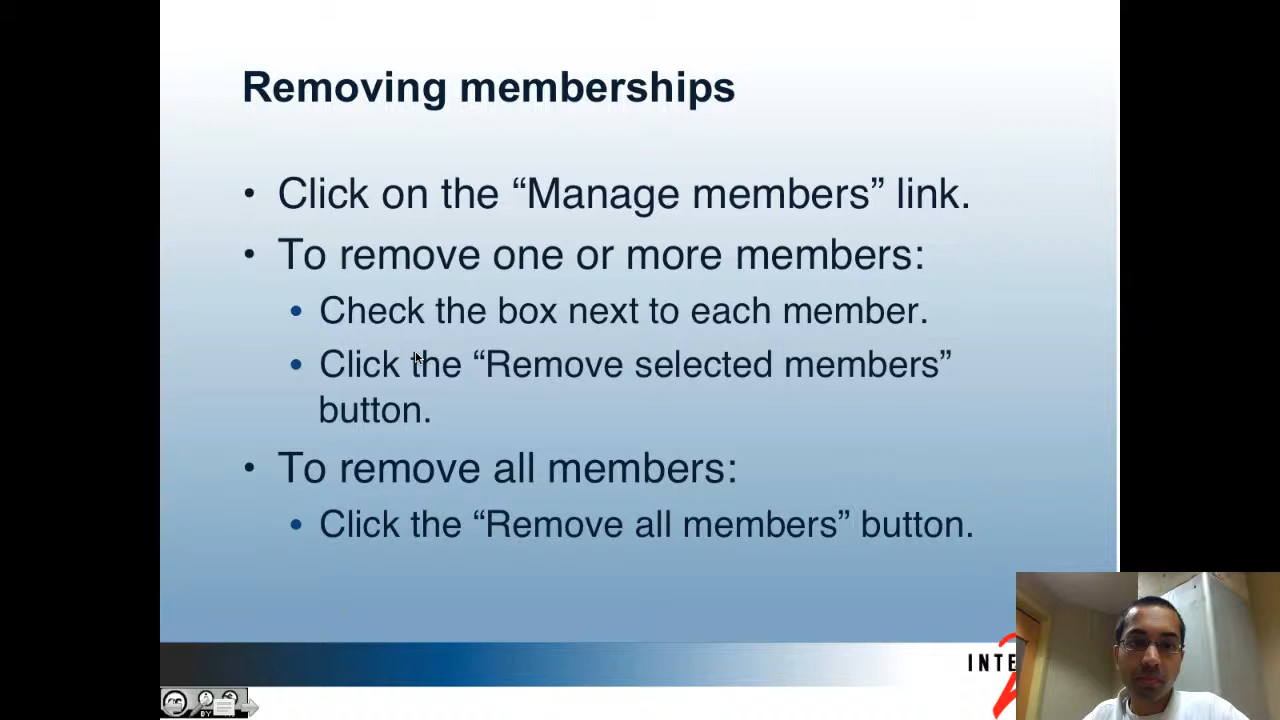 Removing memberships
• Click on the “Manage members” link.
• To remove one or more members:
• Check the box next to each member.
• Click the “Remove selected members”
button.
• To remove all members:
• Click the “Remove all members” button.
INTE
CC
BY